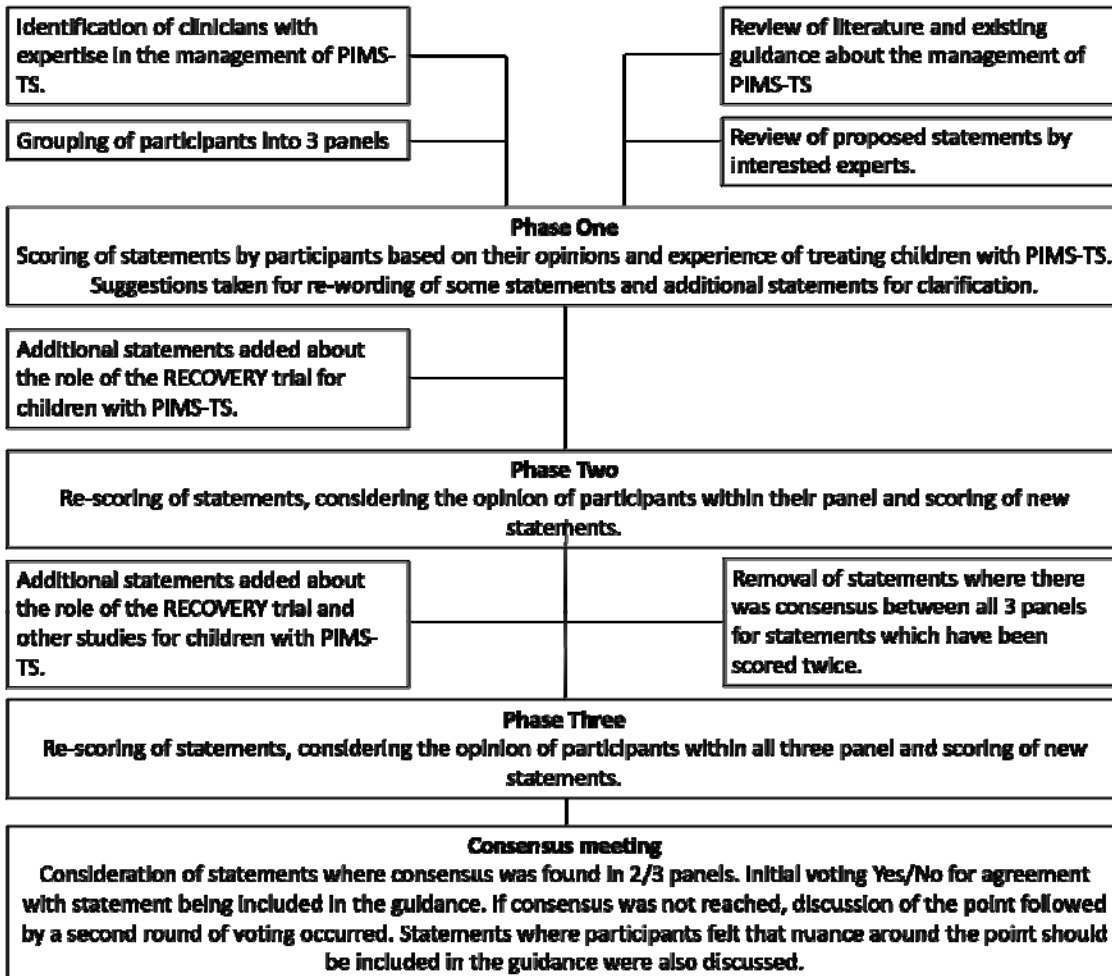 Identification of clinicians with
expertise in the management of PIMS-
TS.
Grouping of participants into 3 panels
Review of literature and existing
guidance about the management of
PIMS-TS
Review of proposed statements by
interested experts.
Phase One
Scoring of statements by participants based on their opinions and experience of treating children with PIMS-TS.
Suggestions taken for re-wording of some statements and additional statements for clarification.
Additional statements added about
the role of the RECOVERY trial for
children with PIMS-TS.
Phase Two
Re-scoring of statements, considering the opinion of participants within their panel and scoring of new
statements.
Additional statements added about
the role of the RECOVERY trial and
other studies for children with PIMS-
TS.
Removal of statements where there
was consensus between all 3 panels
for statements which have been
scored twice.
Phase Three
Re-scoring of statements, considering the opinion of participants within all three panel and scoring of new
statements.
Consensus meeting
Consideration of statements where consensus was found in 2/3 panels. Initial voting Yes/No for agreement
with statement being included in the guidance. If consensus was not reached, discussion of the point followed
by a second round of voting occurred. Statements where participants felt that nuance around the point should
be included in the guidance were also discussed.